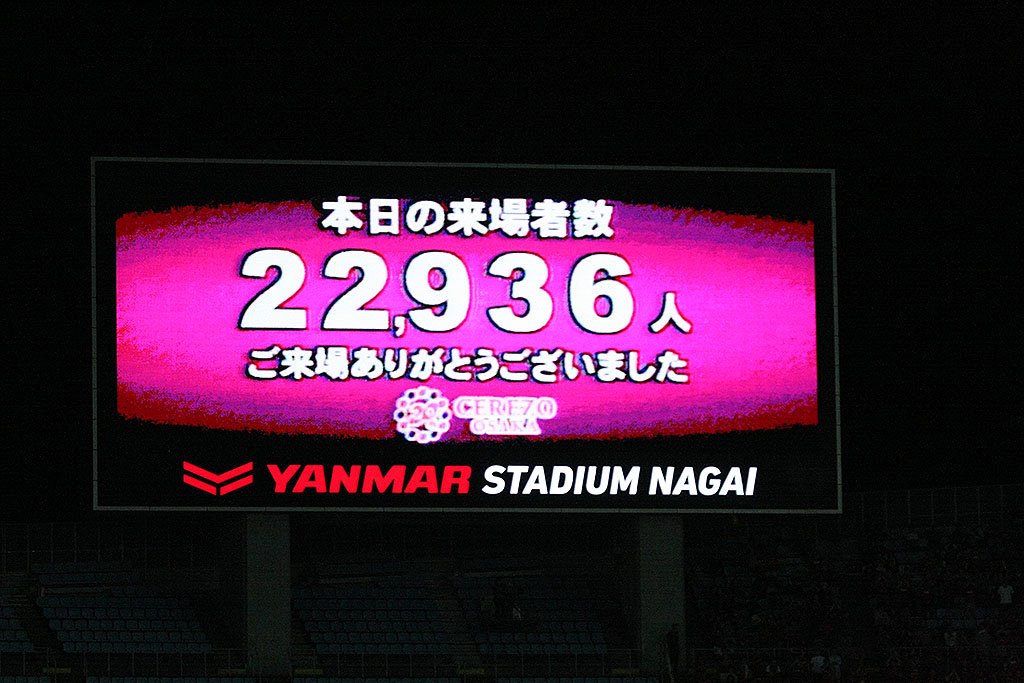 本日の来場者数
22,936人
ご来場ありがとうございました
20
CEREZO
OSAKA
YANMAR STADIUM NAGAI